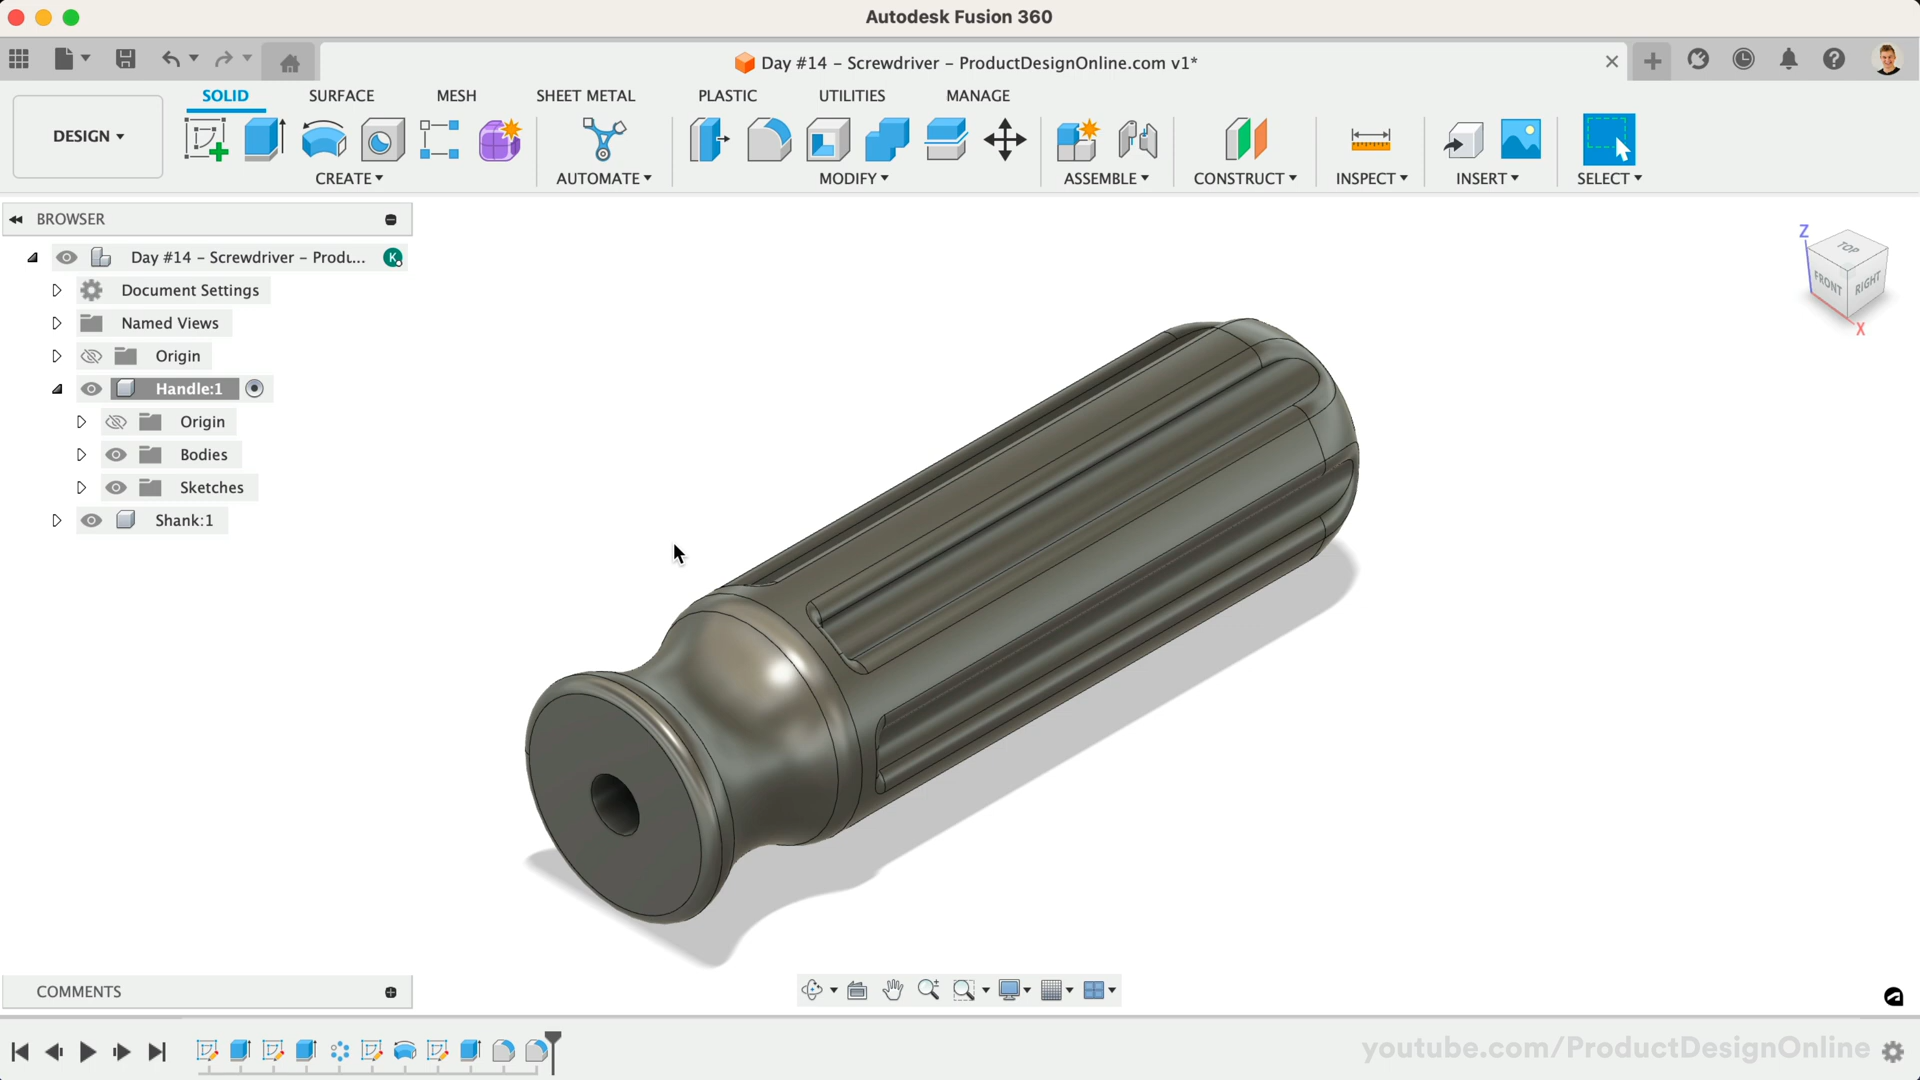 Autodesk Fusion 360
Day #14 – Screwdriver – ProductDesignOnline.com v1*
DESIGN
SOLID
SURFACE
MESH
SHEET METAL
PLASTIC
UTILITIES
MANAGE
CREATE
AUTOMATE
MODIFY
ASSEMBLE
CONSTRUCT
INSPECT
INSERT
SELECT
BROWSER
Day #14 – Screwdriver – Produ...
K
Document Settings
Named Views
Origin
Handle:1
Origin
Bodies
Sketches
Shank:1
Z
TOP
FRONT
RIGHT
X
COMMENTS
youtube.com/ProductDesignOnline